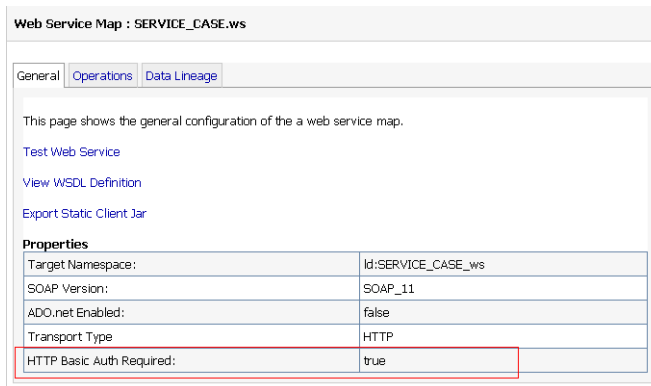 Web Service Map : SERVICE_CASE.ws
General Operations Data Lineage
This page shows the general configuration of the a web service map.
Test Web Service
View WSDL Definition
Export Static Client Jar
Properties
Target Namespace: ld:SERVICE_CASE_ws
SOAP Version: SOAP_11
ADO.net Enabled: false
Transport Type HTTP
HTTP Basic Auth Required: true